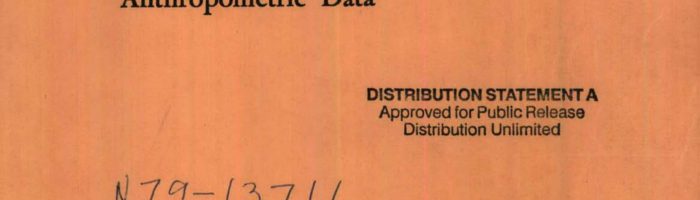 Anthropometric Data
DISTRIBUTION STATEMENT A
Approved for Public Release
Distribution Unlimited
N79-13711